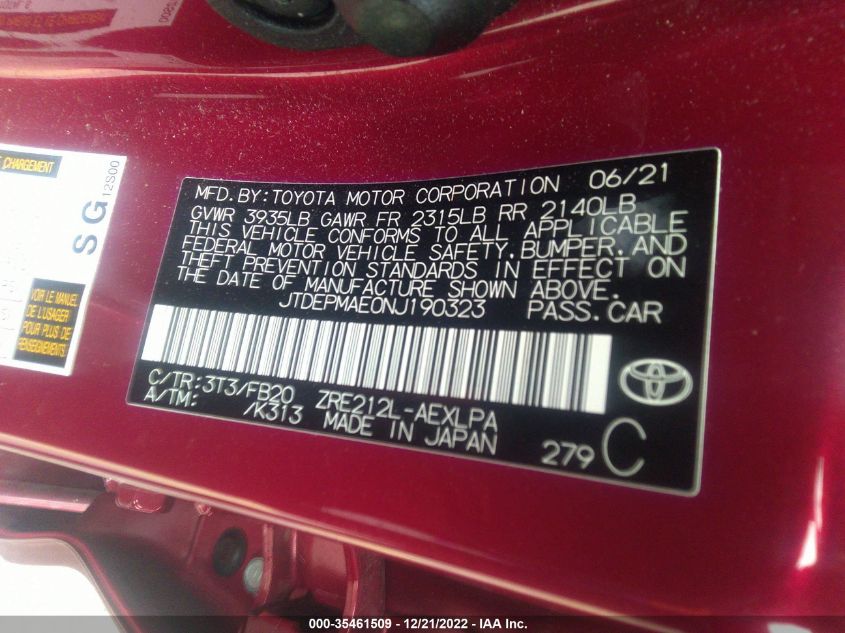 CHARGEMENT
SG
12S00
VOIR LE MANUEL
DE L'USAGER
POUR PLUS DE
RENSEIGNEMENTS.
MFD.BY:TOYOTA MOTOR CORPORATION 06/21
GVWR 3935LB GAWR FR 2315LB RR 2140LB
THIS VEHICLE CONFORMS TO ALL APPLICABLE
FEDERAL MOTOR VEHICLE SAFETY,BUMPER,AND
THEFT PREVENTION STANDARDS IN EFFECT ON
THE DATE OF MANUFACTURE SHOWN ABOVE.
JTDEPMAE0NJ190323 PASS.CAR
C/TR:3T3/FB20 ZRE212L-AEXLPA
A/TM: /K313 MADE IN JAPAN
279 C
000-35461509 - 12/21/2022 - IAA Inc.